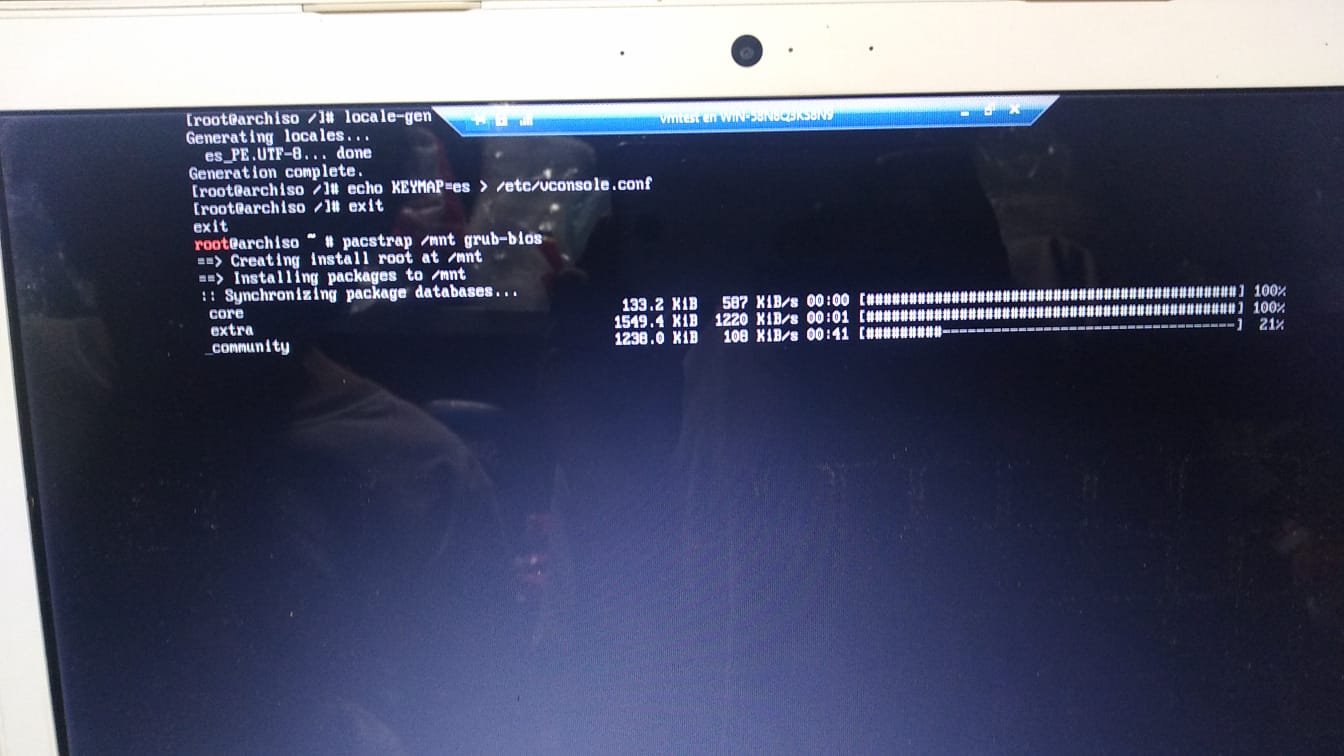 [root@archiso /]# locale-gen
vmtest en WIN-58N8Q3KS8N9
Generating locales...
es_PE.UTF-8... done
Generation complete.
[root@archiso /]# echo KEYMAP=es > /etc/vconsole.conf
[root@archiso /]# exit
exit
root@archiso ~ # pacstrap /mnt grub-bios
==> Creating install root at /mnt
==> Installing packages to /mnt
:: Synchronizing package databases...
core 133.2 KiB 587 KiB/s 00:00 [###########################################] 100%
extra 1549.4 KiB 1220 KiB/s 00:01 [###########################################] 100%
community 1238.0 KiB 108 KiB/s 00:41 [#########----------------------------------] 21%